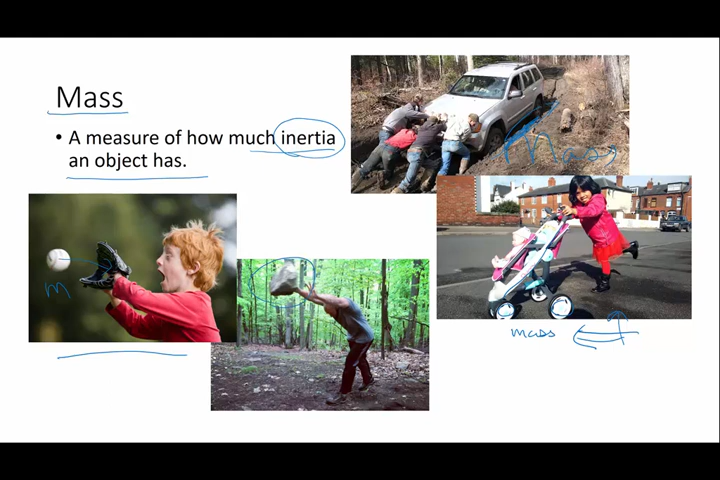 Mass
• A measure of how much inertia
an object has.
Mass
m
mass